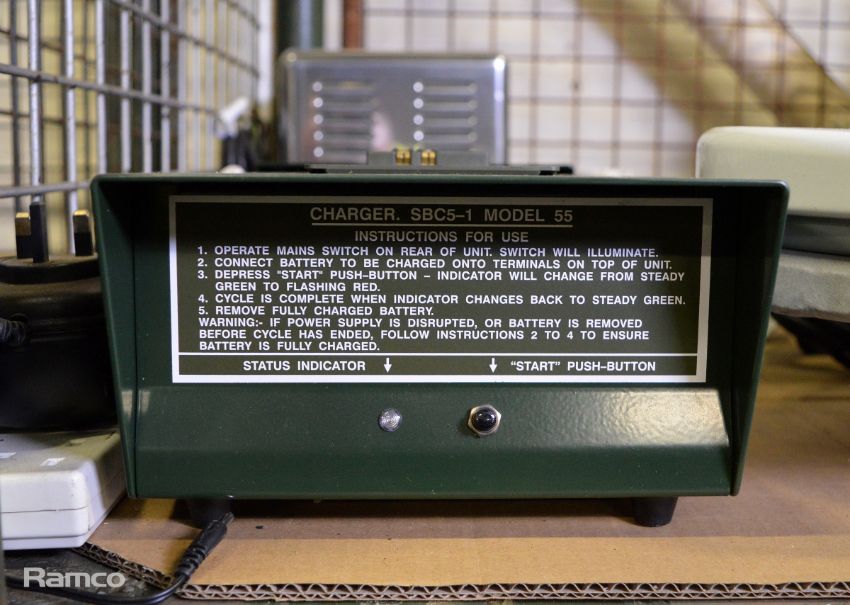 CHARGER. SBC5-1 MODEL 55
INSTRUCTIONS FOR USE
1. OPERATE MAINS SWITCH ON REAR OF UNIT. SWITCH WILL ILLUMINATE.
2. CONNECT BATTERY TO BE CHARGED ONTO TERMINALS ON TOP OF UNIT.
3. DEPRESS "START" PUSH-BUTTON - INDICATOR WILL CHANGE FROM STEADY
GREEN TO FLASHING RED.
4. CYCLE IS COMPLETE WHEN INDICATOR CHANGES BACK TO STEADY GREEN.
5. REMOVE FULLY CHARGED BATTERY.
WARNING:- IF POWER SUPPLY IS DISRUPTED, OR BATTERY IS REMOVED
BEFORE CYCLE HAS ENDED, FOLLOW INSTRUCTIONS 2 TO 4 TO ENSURE
BATTERY IS FULLY CHARGED.
STATUS INDICATOR ↓ ↓ "START" PUSH-BUTTON
Ramco